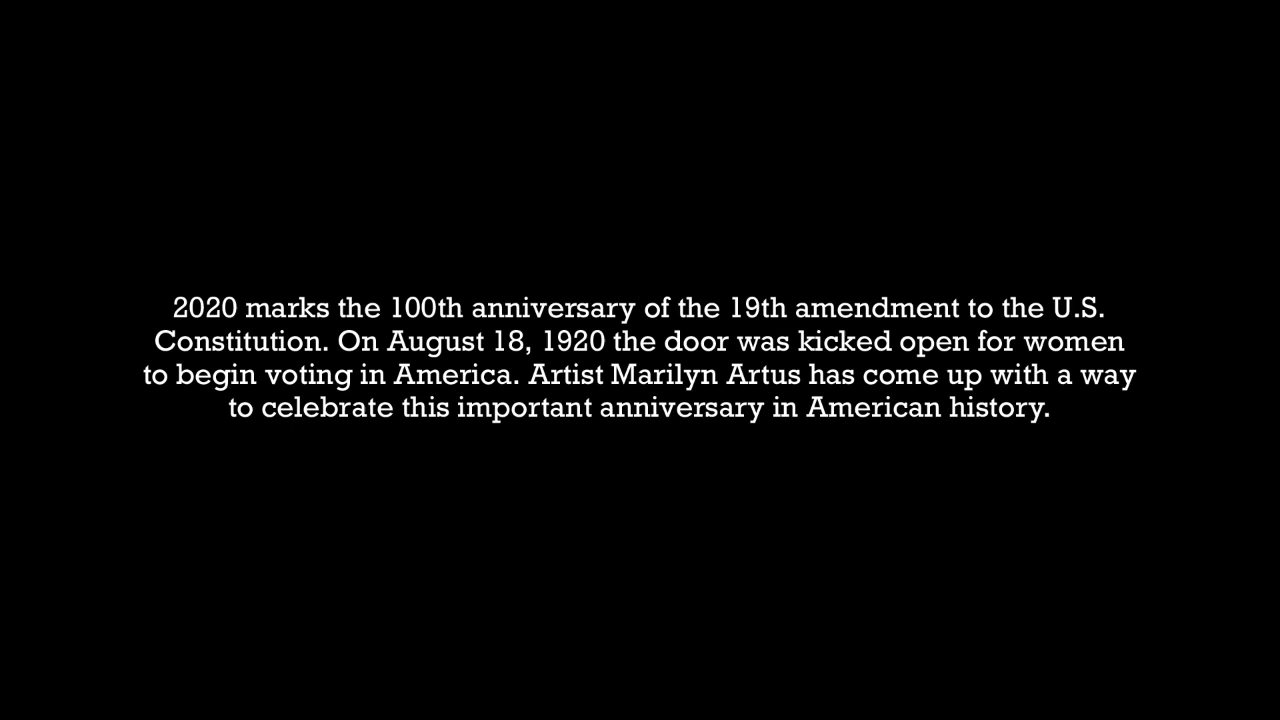 2020 marks the 100th anniversary of the 19th amendment to the U.S.
Constitution. On August 18, 1920 the door was kicked open for women
to begin voting in America. Artist Marilyn Artus has come up with a way
to celebrate this important anniversary in American history.